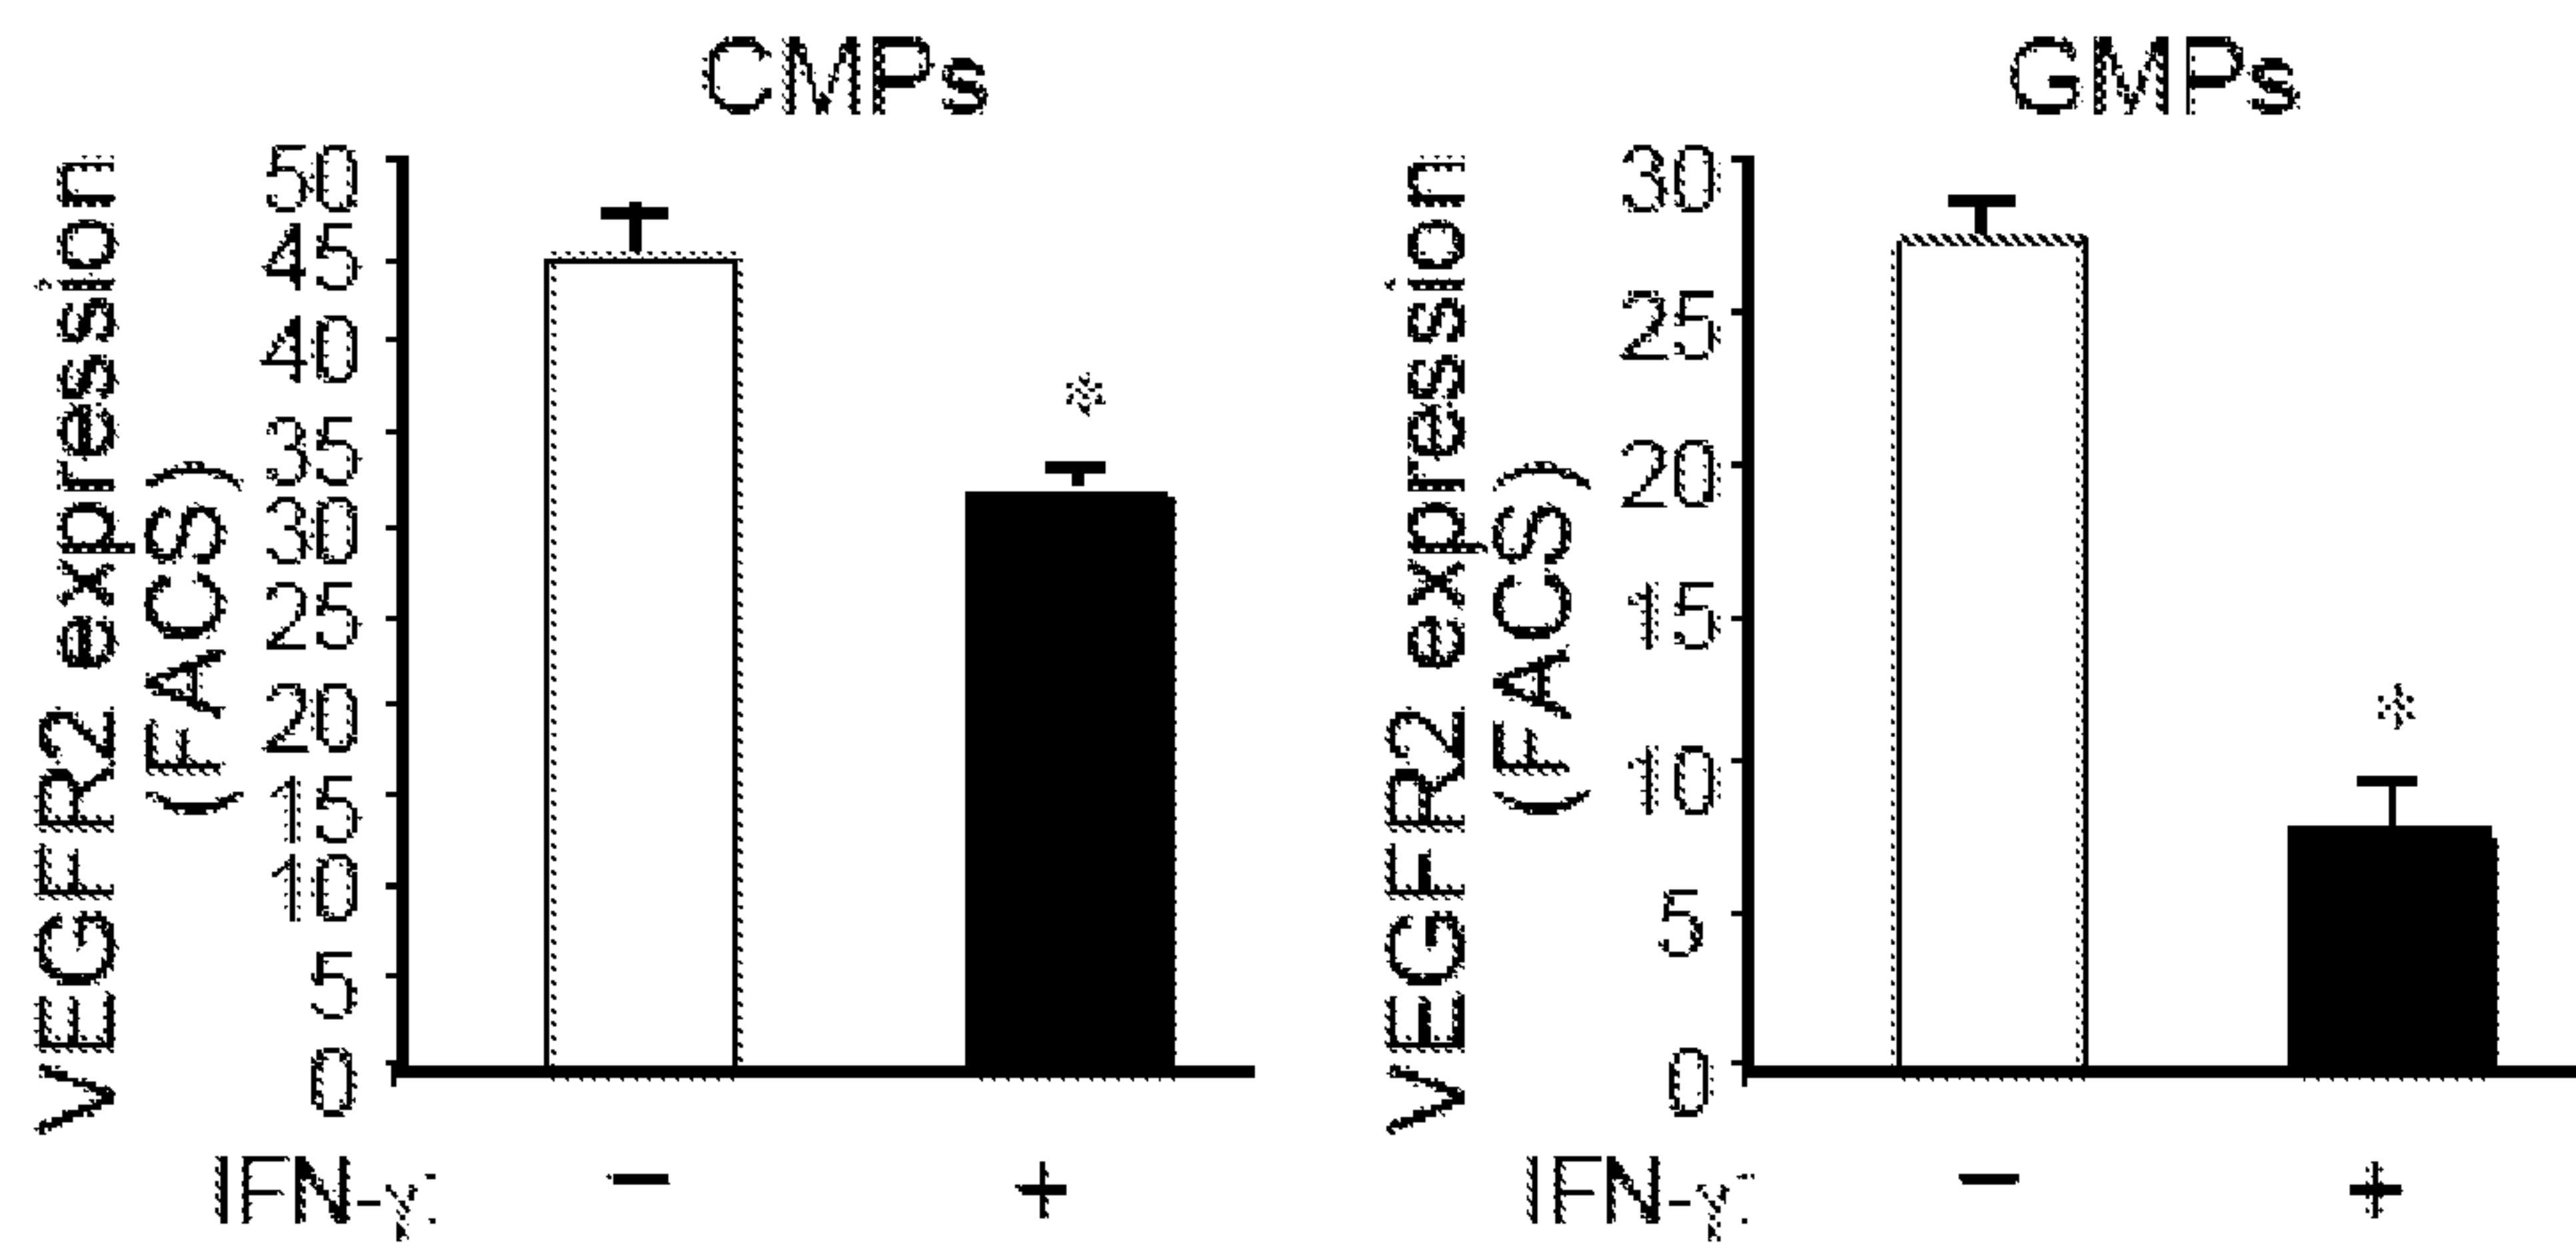 CMPs
VEGFR2 expression
(FACS)
50
45
40
35
30
25
20
15
10
5
0
*
IFN-γ: − +
GMPs
VEGFR2 expression
(FACS)
30
25
20
15
10
5
0
*
IFN-γ: − +